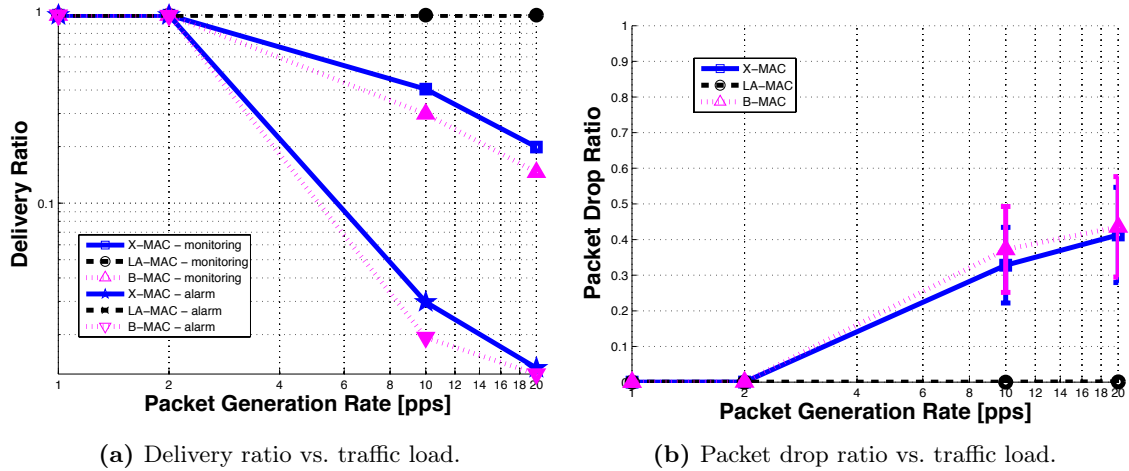 1
0.1
Delivery Ratio
X-MAC – monitoring
LA-MAC – monitoring
B-MAC – monitoring
X-MAC – alarm
LA-MAC – alarm
B-MAC – alarm
1 2 4 6 8 10 12 14 16 18 20
Packet Generation Rate [pps]
(a) Delivery ratio vs. traffic load.
1
0.9
0.8
0.7
0.6
0.5
0.4
0.3
0.2
0.1
0
Packet Drop Ratio
X-MAC
LA-MAC
B-MAC
1 2 4 6 8 10 12 14 16 18 20
Packet Generation Rate [pps]
(b) Packet drop ratio vs. traffic load.